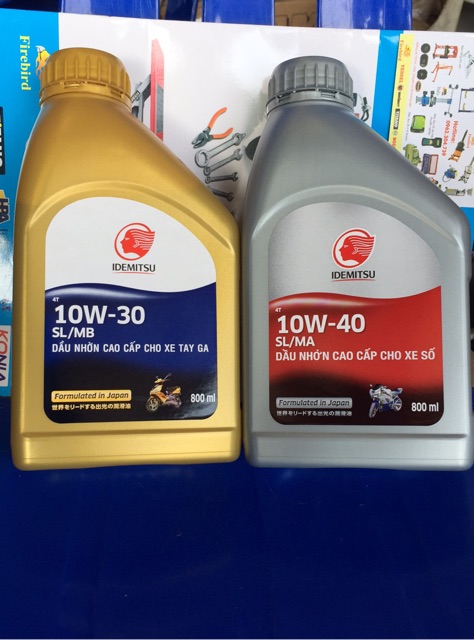 Firebird
IDEMITSU
4T
10W-30
SL/MB
DẦU NHỜN CAO CẤP CHO XE TAY GA
Formulated in Japan
世界をリードする出光の潤滑油
800 ml
IDEMITSU
4T
10W-40
SL/MA
DẦU NHỜN CAO CẤP CHO XE SỐ
Formulated in Japan
世界をリードする出光の潤滑油
800 ml